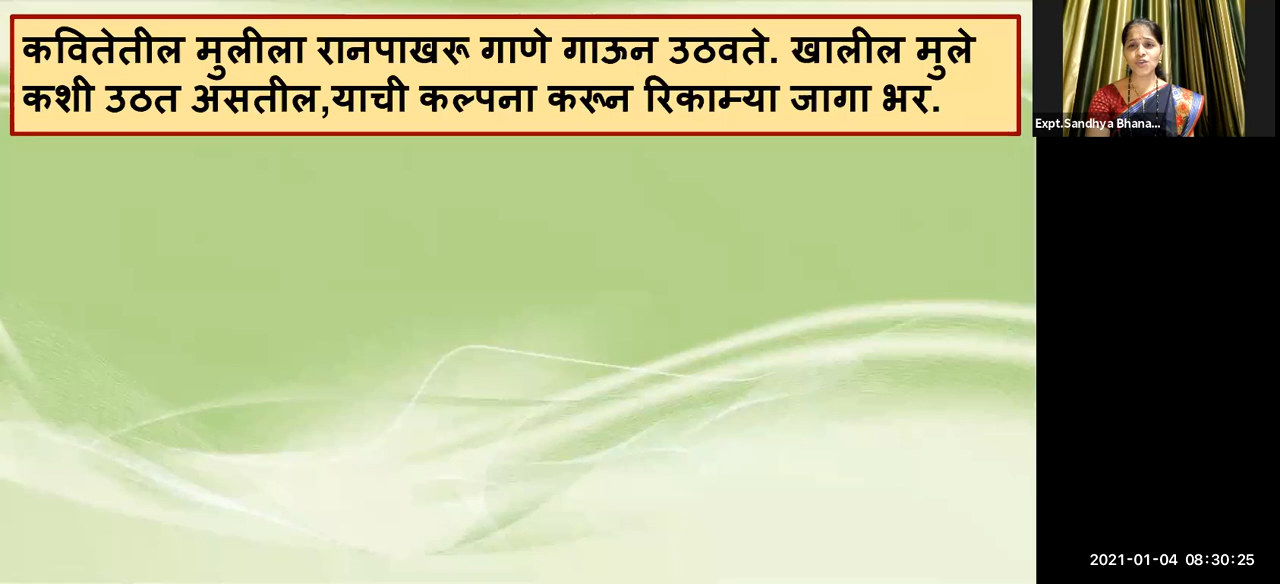 कवितेतील मुलीला रानपाखरू गाणे गाऊन उठवते. खालील मुले
कशी उठत असतील,याची कल्पना करून रिकाम्या जागा भर.
Expt.Sandhya Bhana...
2021-01-04 08:30:25